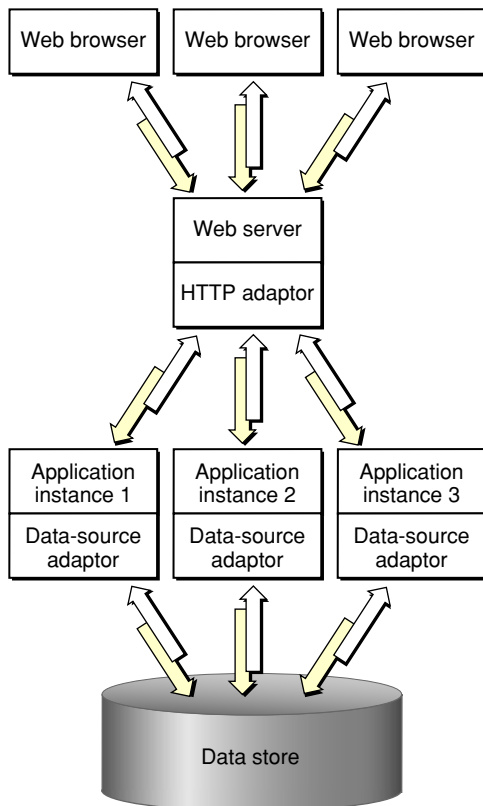 Web browser
Web browser
Web browser
Web server
HTTP adaptor
Application
instance 1
Application
instance 2
Application
instance 3
Data-source
adaptor
Data-source
adaptor
Data-source
adaptor
Data store